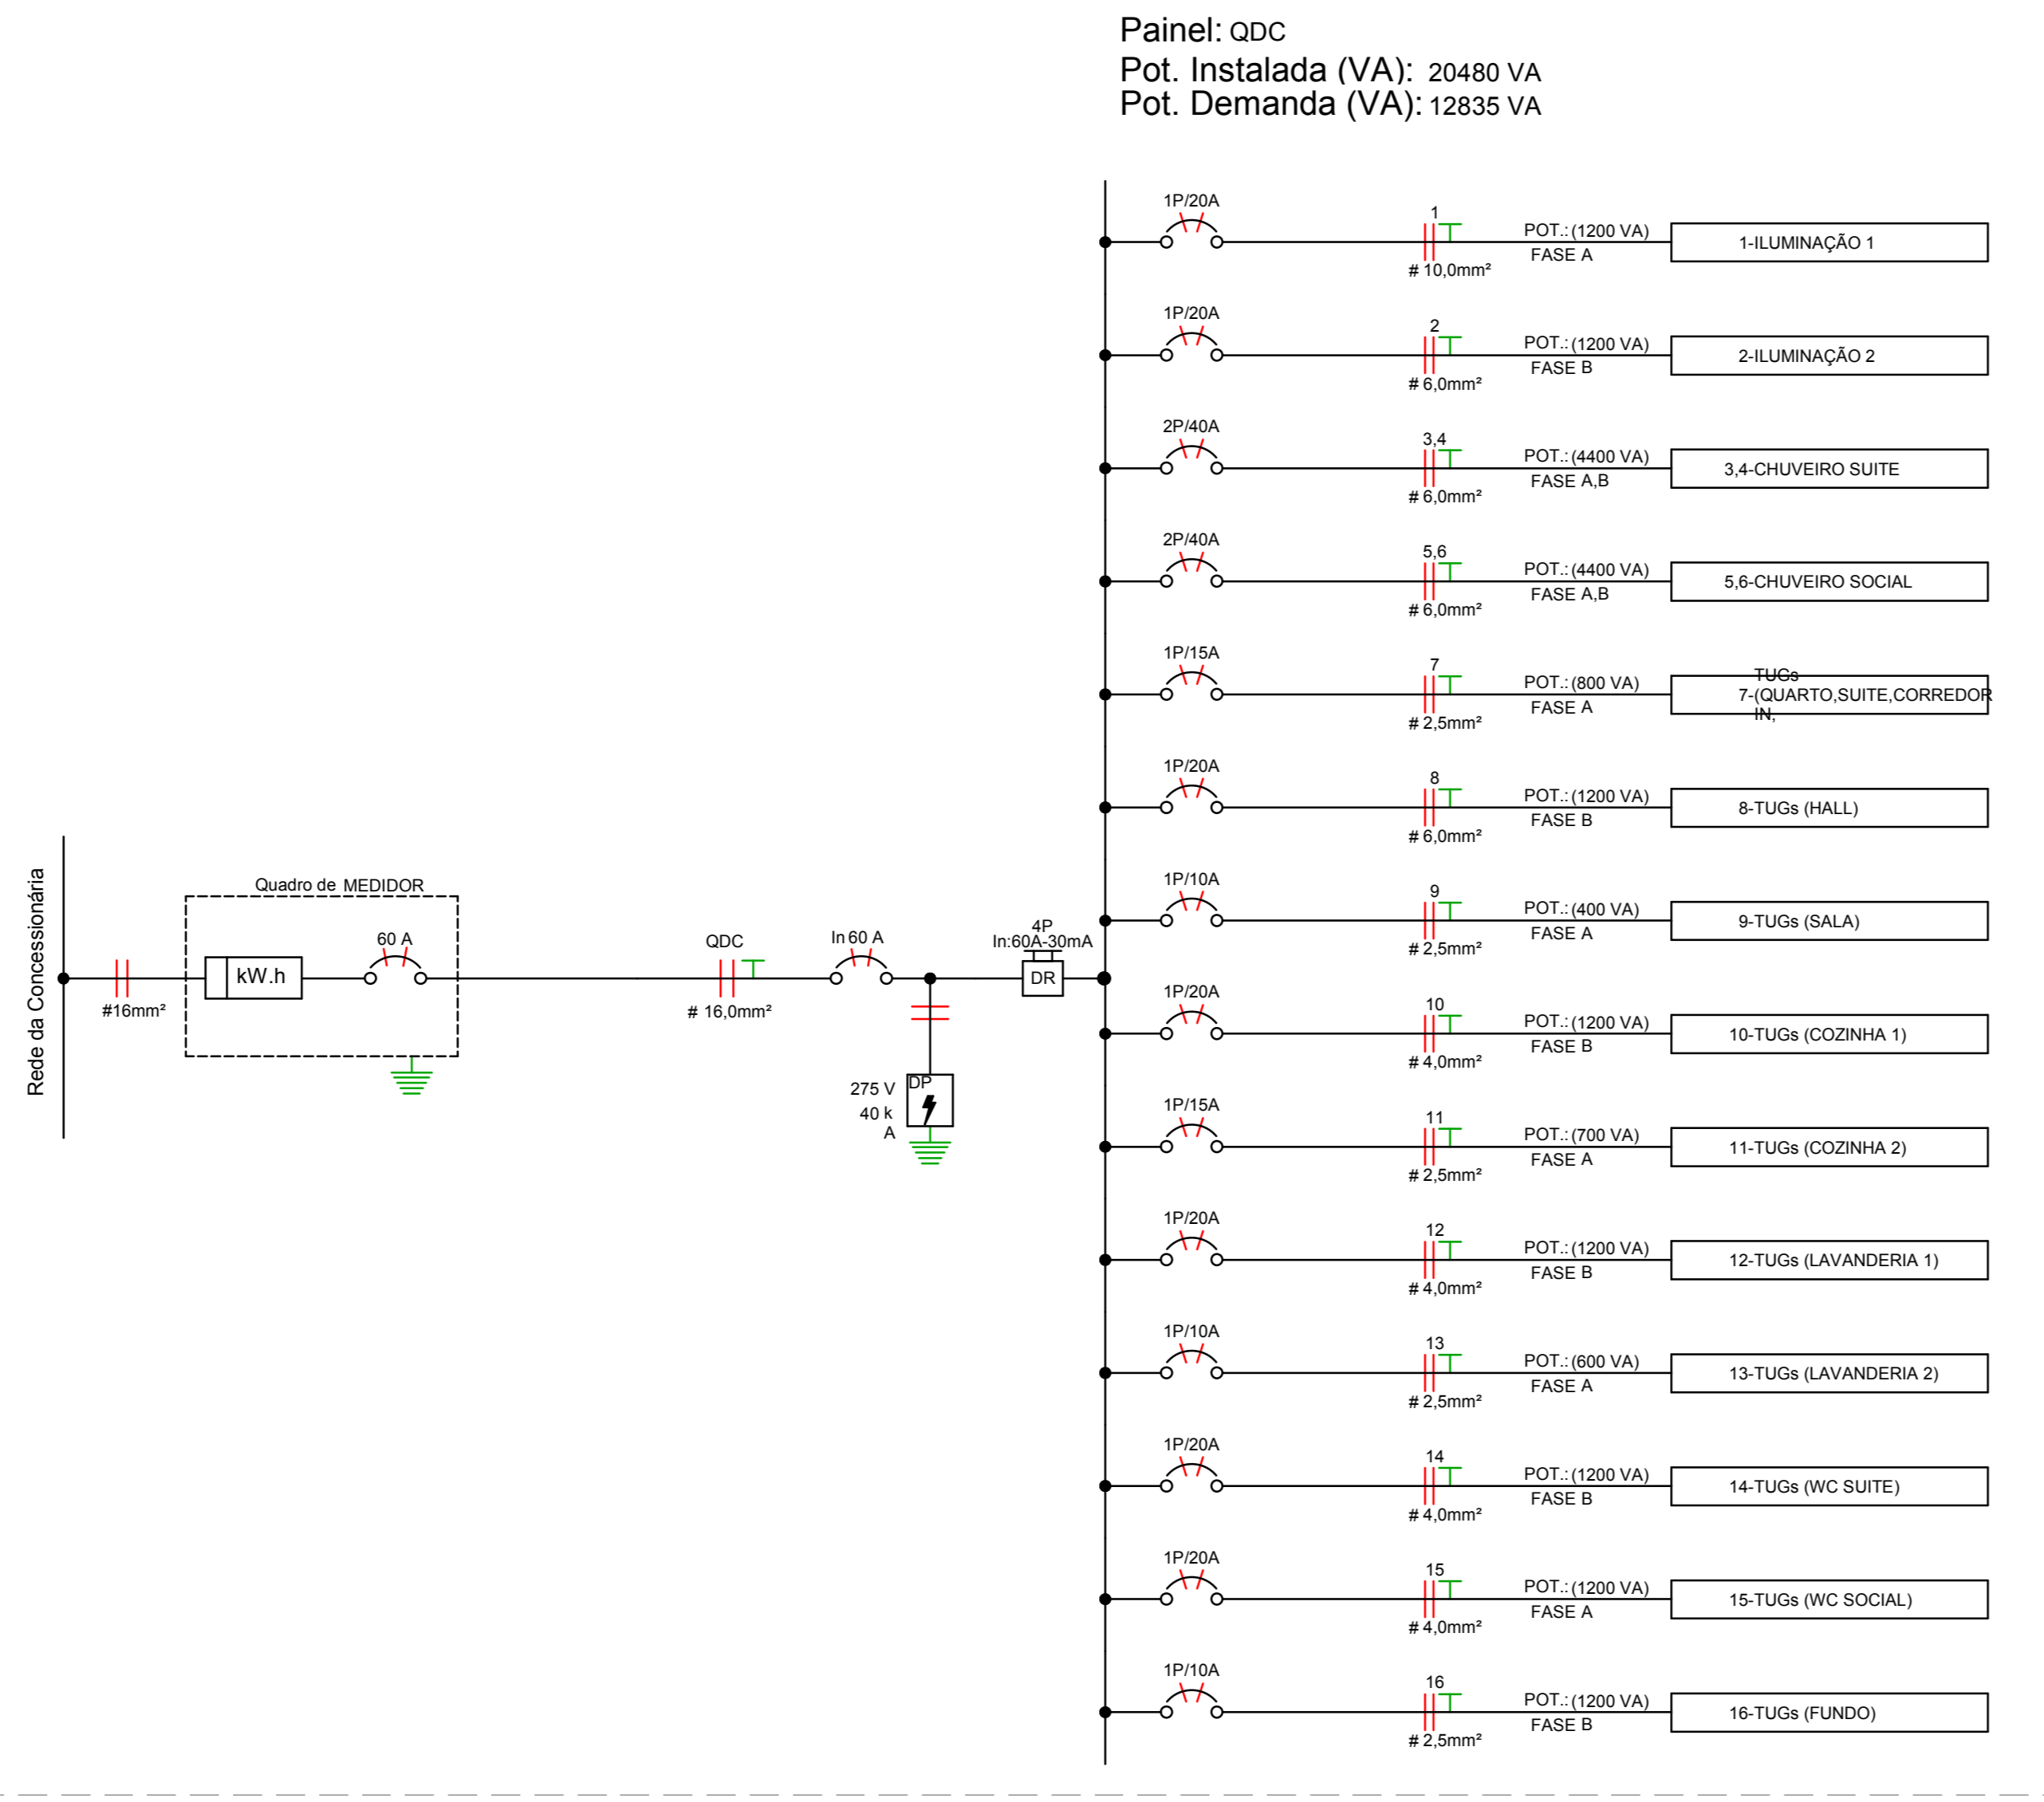 Painel: QDC
Pot. Instalada (VA): 20480 VA
Pot. Demanda (VA): 12835 VA
1P/20A
1
POT.: (1200 VA)
FASE A
# 10,0mm²
1-ILUMINAÇÃO 1
1P/20A
2
POT.: (1200 VA)
FASE B
# 6,0mm²
2-ILUMINAÇÃO 2
2P/40A
3,4
POT.: (4400 VA)
FASE A,B
# 6,0mm²
3,4-CHUVEIRO SUITE
2P/40A
5,6
POT.: (4400 VA)
FASE A,B
# 6,0mm²
5,6-CHUVEIRO SOCIAL
1P/15A
7
POT.: (800 VA)
FASE A
# 2,5mm²
TUGs
7-(QUARTO,SUITE,CORREDOR
IN,
1P/20A
8
POT.: (1200 VA)
FASE B
# 6,0mm²
8-TUGs (HALL)
1P/10A
9
POT.: (400 VA)
FASE A
# 2,5mm²
9-TUGs (SALA)
1P/20A
10
POT.: (1200 VA)
FASE B
# 4,0mm²
10-TUGs (COZINHA 1)
1P/15A
11
POT.: (700 VA)
FASE A
# 2,5mm²
11-TUGs (COZINHA 2)
1P/20A
12
POT.: (1200 VA)
FASE B
# 4,0mm²
12-TUGs (LAVANDERIA 1)
1P/10A
13
POT.: (600 VA)
FASE A
# 2,5mm²
13-TUGs (LAVANDERIA 2)
1P/20A
14
POT.: (1200 VA)
FASE B
# 4,0mm²
14-TUGs (WC SUITE)
1P/20A
15
POT.: (1200 VA)
FASE A
# 4,0mm²
15-TUGs (WC SOCIAL)
1P/10A
16
POT.: (1200 VA)
FASE B
# 2,5mm²
16-TUGs (FUNDO)
Rede da Concessionária
#16mm²
Quadro de MEDIDOR
kW.h
60 A
QDC
# 16,0mm²
In 60 A
4P
In:60A-30mA
DR
DP
275 V
40 k
A